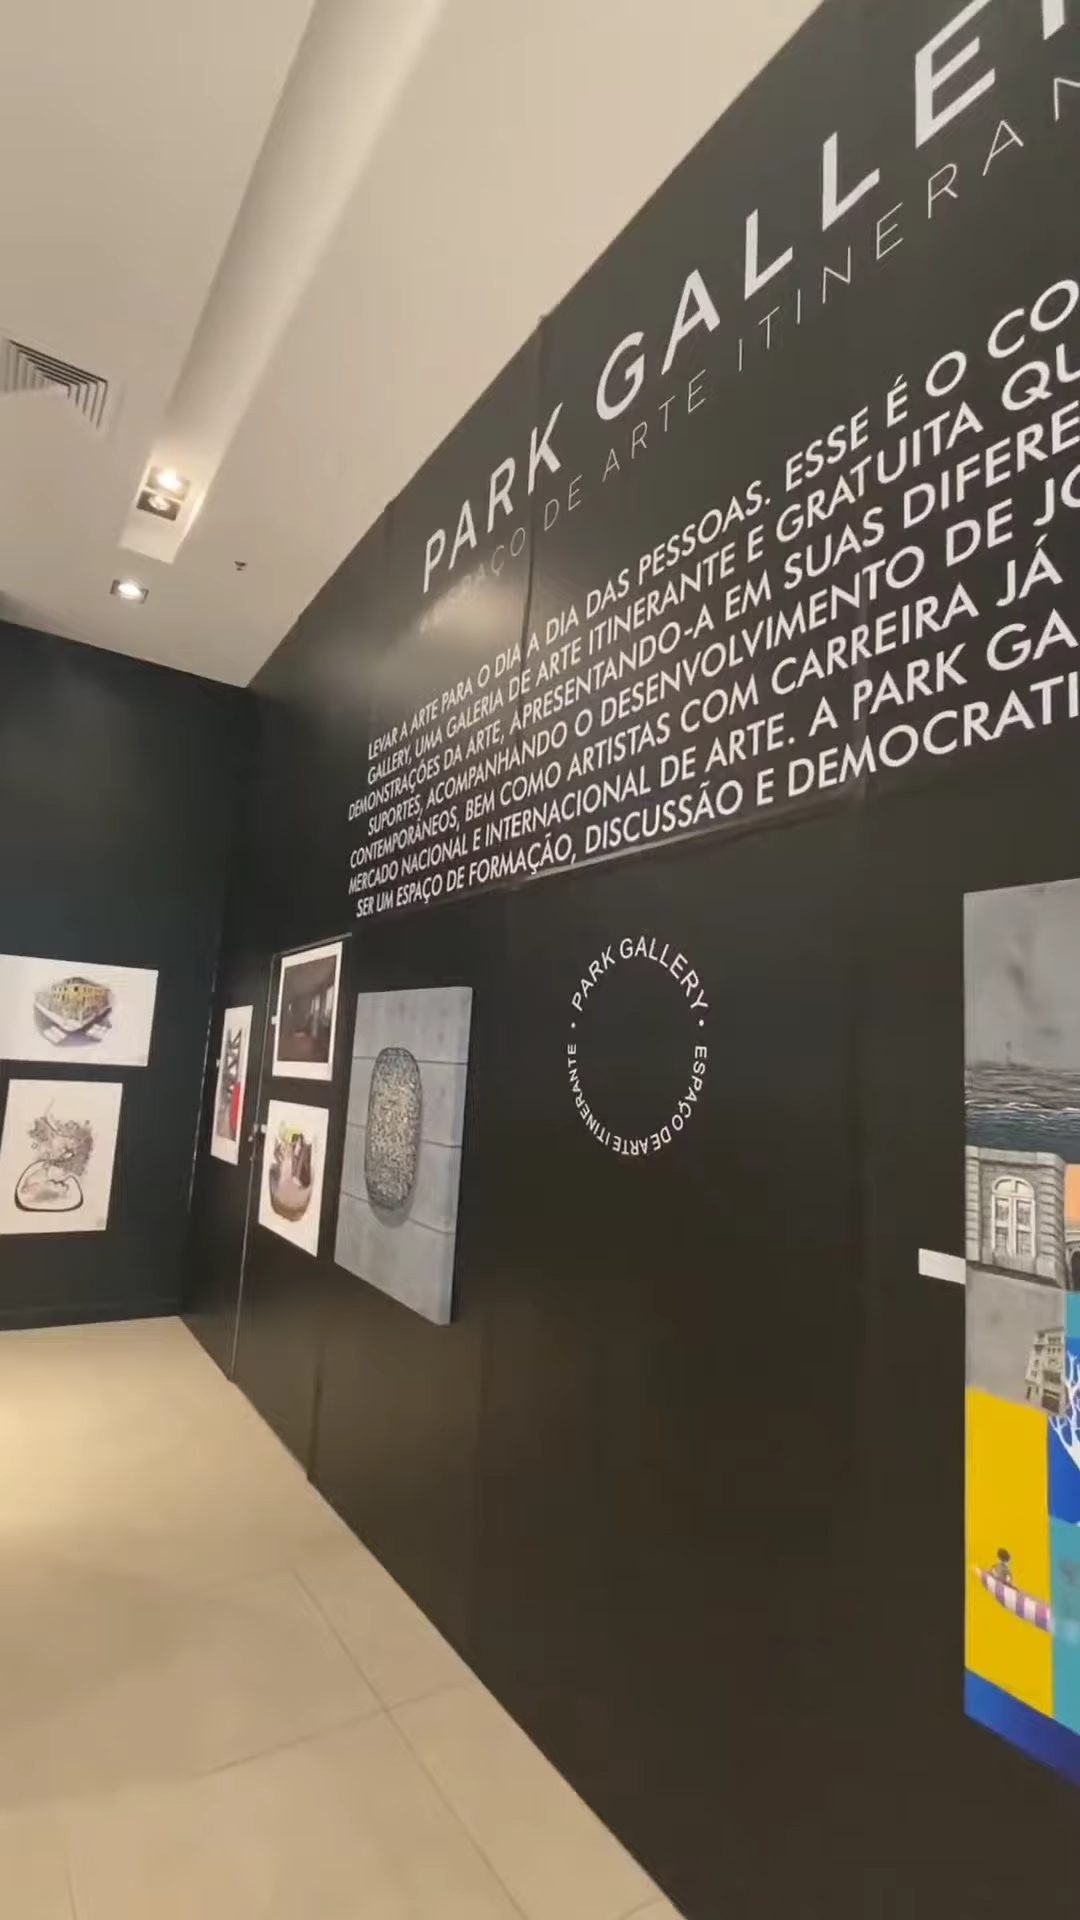 PARK GALLE
ESPAÇO DE ARTE ITINERAN
LEVAR A ARTE PARA O DIA A DIA DAS PESSOAS. ESSE É O CO
GALLERY, UMA GALERIA DE ARTE ITINERANTE E GRATUITA QU
DEMONSTRAÇÕES DA ARTE, APRESENTANDO-A EM SUAS DIFERE
SUPORTES, ACOMPANHANDO O DESENVOLVIMENTO DE JO
CONTEMPORÂNEOS, BEM COMO ARTISTAS COM CARREIRA JÁ
MERCADO NACIONAL E INTERNACIONAL DE ARTE. A PARK GA
SER UM ESPAÇO DE FORMAÇÃO, DISCUSSÃO E DEMOCRATI
• PARK GALLERY •
ESPAÇO DE ARTE ITINERANTE